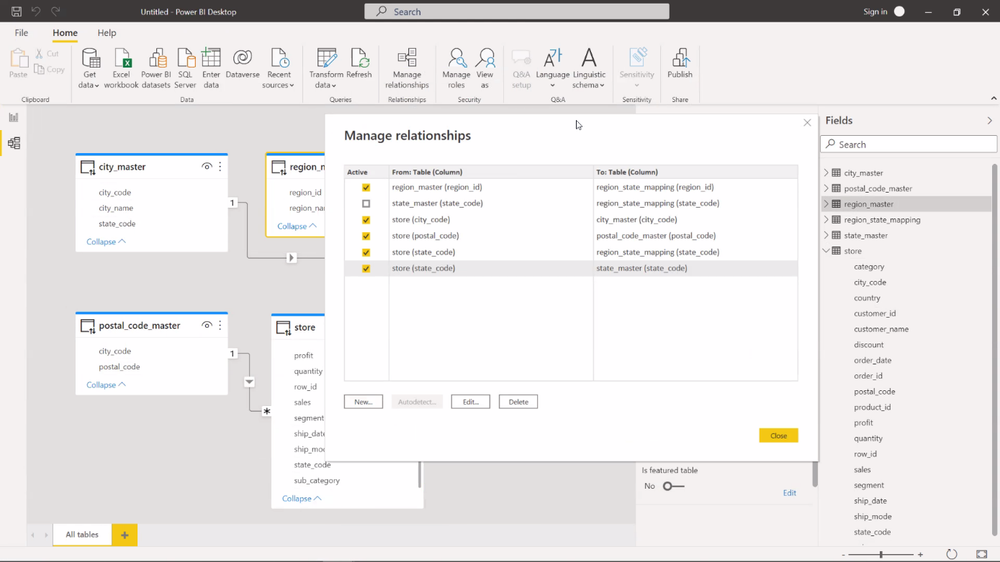 Untitled - Power BI Desktop
Search
Sign in
File
Home
Help
Paste
Cut
Copy
Clipboard
Get data
Excel workbook
Power BI datasets
SQL Server
Enter data
Dataverse
Recent sources
Data
Transform data
Refresh
Queries
Manage relationships
Relationships
Manage roles
View as
Security
Q&A setup
Language
Linguistic schema
Q&A
Sensitivity
Sensitivity
Publish
Share
city_master
city_code
city_name
state_code
Collapse
1
region_m
region_id
region_nar
Collapse
postal_code_master
city_code
postal_code
Collapse
1
*
store
profit
quantity
row_id
sales
segment
ship_date
ship_mod
state_code
sub_category
Collapse
Manage relationships
Active
From: Table (Column)
To: Table (Column)
region_master (region_id)
region_state_mapping (region_id)
state_master (state_code)
region_state_mapping (state_code)
store (city_code)
city_master (city_code)
store (postal_code)
postal_code_master (postal_code)
store (state_code)
region_state_mapping (state_code)
store (state_code)
state_master (state_code)
New...
Autodetect...
Edit...
Delete
Close
Is featured table
No
Edit
Fields
Search
city_master
postal_code_master
region_master
region_state_mapping
state_master
store
category
city_code
country
customer_id
customer_name
discount
order_date
order_id
postal_code
product_id
profit
quantity
row_id
sales
segment
ship_date
ship_mode
state_code
All tables
+
-
+